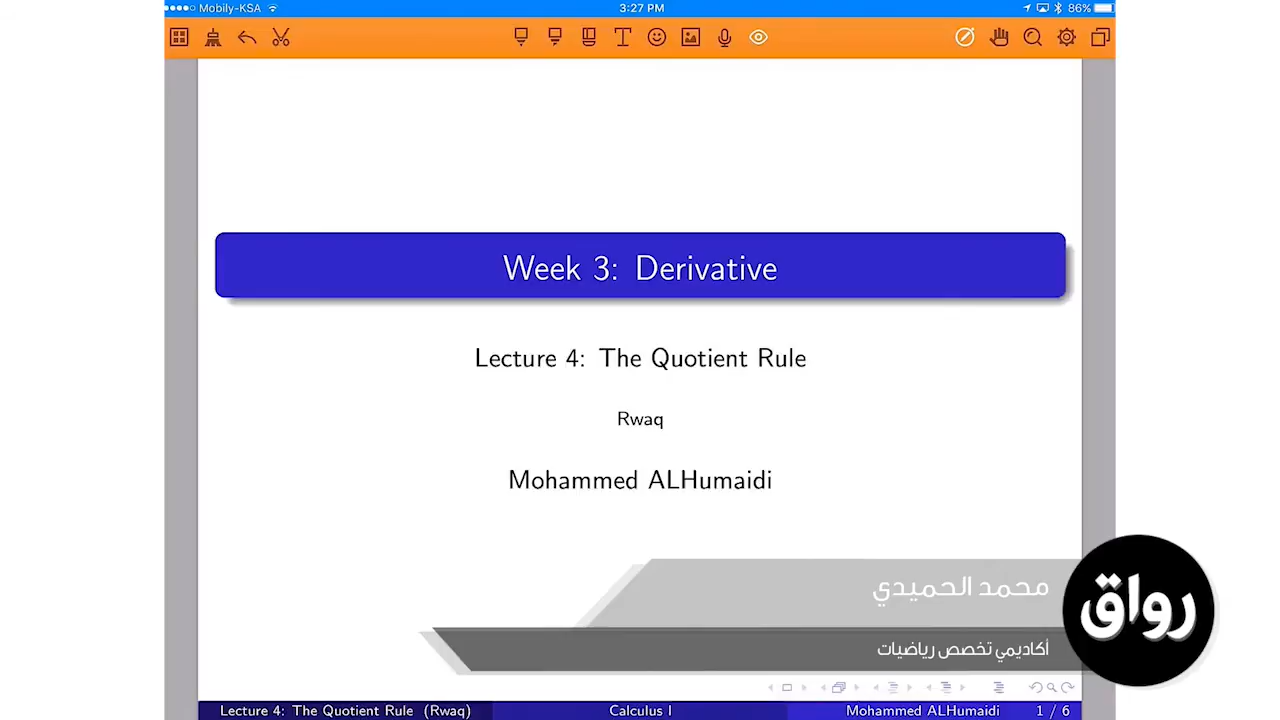 Mobily-KSA 3:27 PM 86%
Week 3: Derivative
Lecture 4: The Quotient Rule
Rwaq
Mohammed ALHumaidi
محمد الحميدي
رواق
أكاديمي تخصص رياضيات
Lecture 4: The Quotient Rule (Rwaq) Calculus I Mohammed ALHumaidi 1 / 6